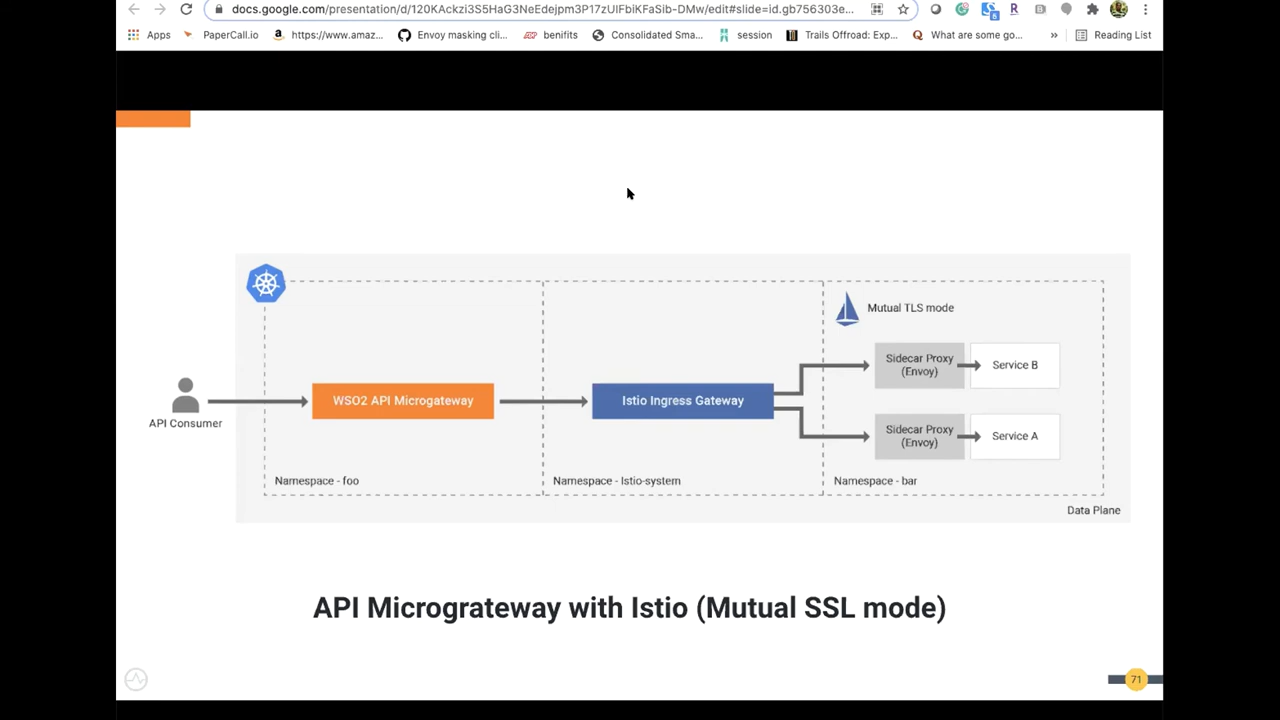 docs.google.com/presentation/d/120KAckzi3S5HaG3NeEdejpm3P17zUIFbiKFaSib-DMw/edit#slide=id.gb756303e...
Apps PaperCall.io https://www.amaz... Envoy masking cli... benifits Consolidated Sma... session Trails Offroad: Exp... What are some go... » Reading List
Mutual TLS mode
Sidecar Proxy
(Envoy)
Service B
API Consumer
WSO2 API Microgateway
Istio Ingress Gateway
Sidecar Proxy
(Envoy)
Service A
Namespace - foo
Namespace - Istio-system
Namespace - bar
Data Plane
API Micrograteway with Istio (Mutual SSL mode)
71